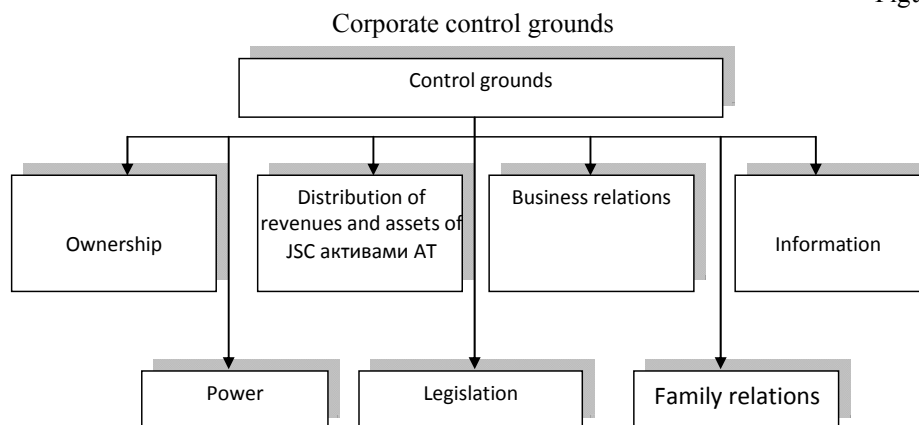 Figu
Corporate control grounds
Control grounds
Ownership
Distribution of
revenues and assets of
JSC активами АТ
Business relations
Information
Power
Legislation
Family relations